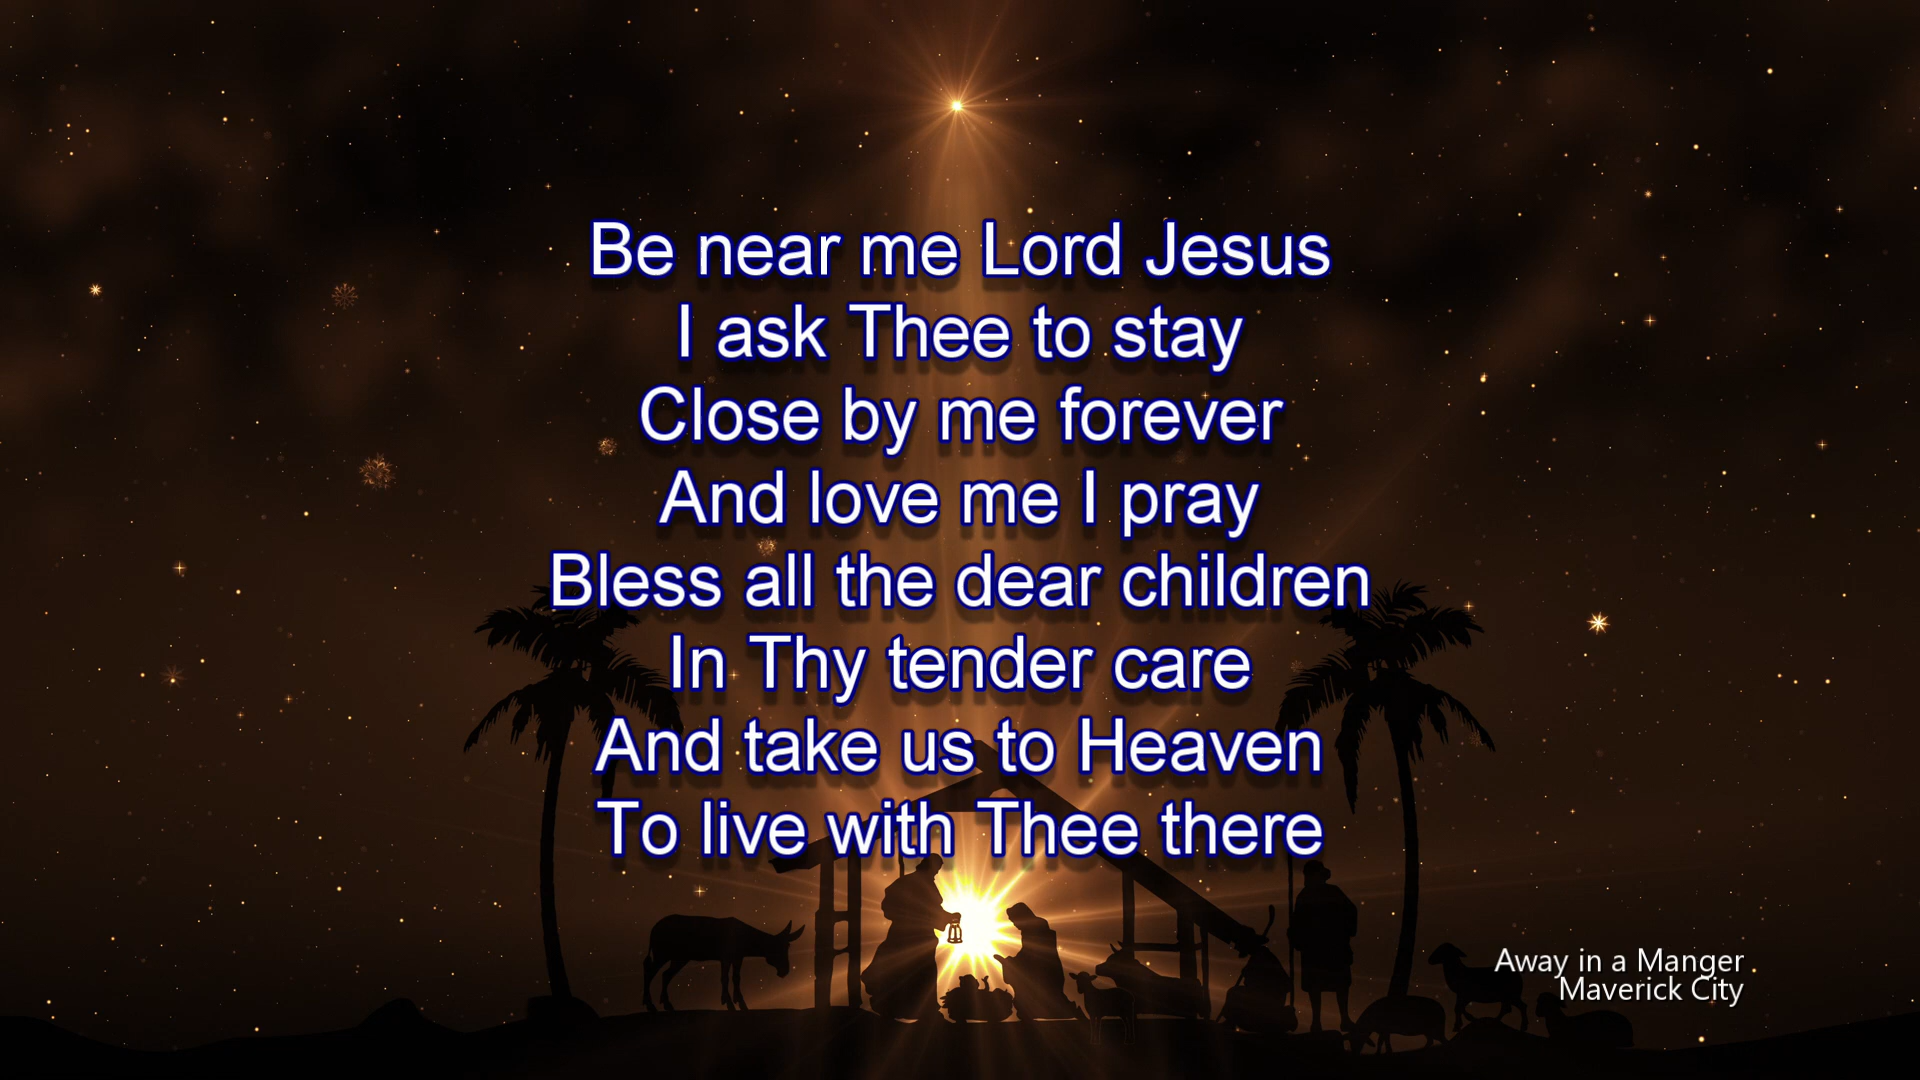 Be near me Lord Jesus
I ask Thee to stay
Close by me forever
And love me I pray
Bless all the dear children
In Thy tender care
And take us to Heaven
To live with Thee there
Away in a Manger
Maverick City